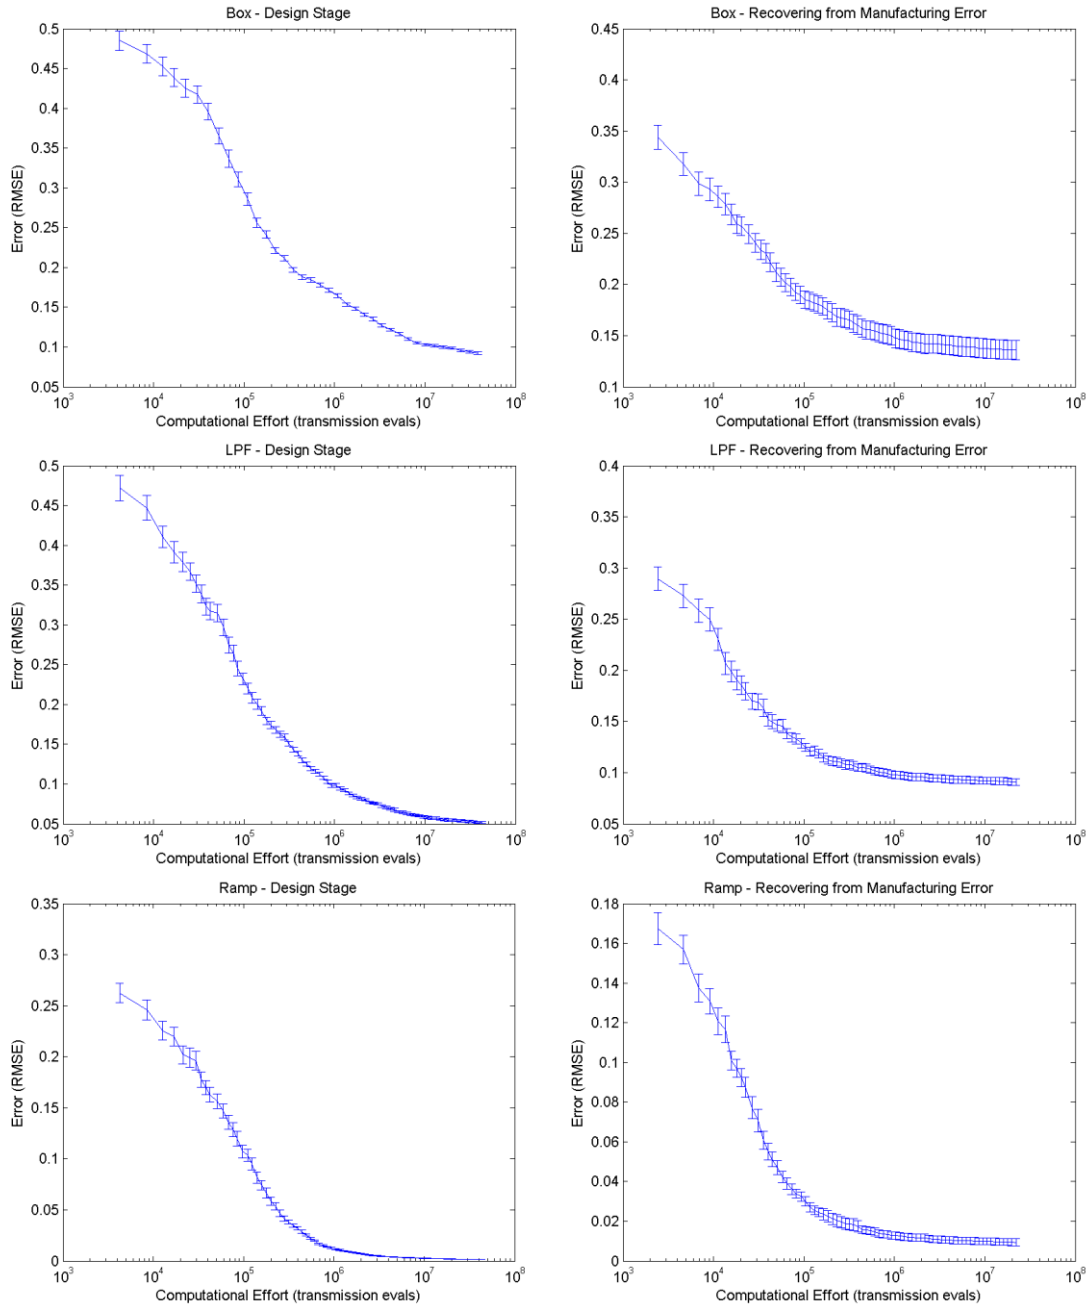 Box - Design Stage
0.5
0.45
0.4
0.35
0.3
0.25
0.2
0.15
0.1
0.05
Error (RMSE)
10^3 10^4 10^5 10^6 10^7 10^8
Computational Effort (transmission evals)
Box - Recovering from Manufacturing Error
0.45
0.4
0.35
0.3
0.25
0.2
0.15
0.1
Error (RMSE)
10^3 10^4 10^5 10^6 10^7 10^8
Computational Effort (transmission evals)
LPF - Design Stage
0.5
0.45
0.4
0.35
0.3
0.25
0.2
0.15
0.1
0.05
Error (RMSE)
10^3 10^4 10^5 10^6 10^7 10^8
Computational Effort (transmission evals)
LPF - Recovering from Manufacturing Error
0.4
0.35
0.3
0.25
0.2
0.15
0.1
0.05
Error (RMSE)
10^3 10^4 10^5 10^6 10^7 10^8
Computational Effort (transmission evals)
Ramp - Design Stage
0.35
0.3
0.25
0.2
0.15
0.1
0.05
0
Error (RMSE)
10^3 10^4 10^5 10^6 10^7 10^8
Computational Effort (transmission evals)
Ramp - Recovering from Manufacturing Error
0.18
0.16
0.14
0.12
0.1
0.08
0.06
0.04
0.02
0
Error (RMSE)
10^3 10^4 10^5 10^6 10^7 10^8
Computational Effort (transmission evals)